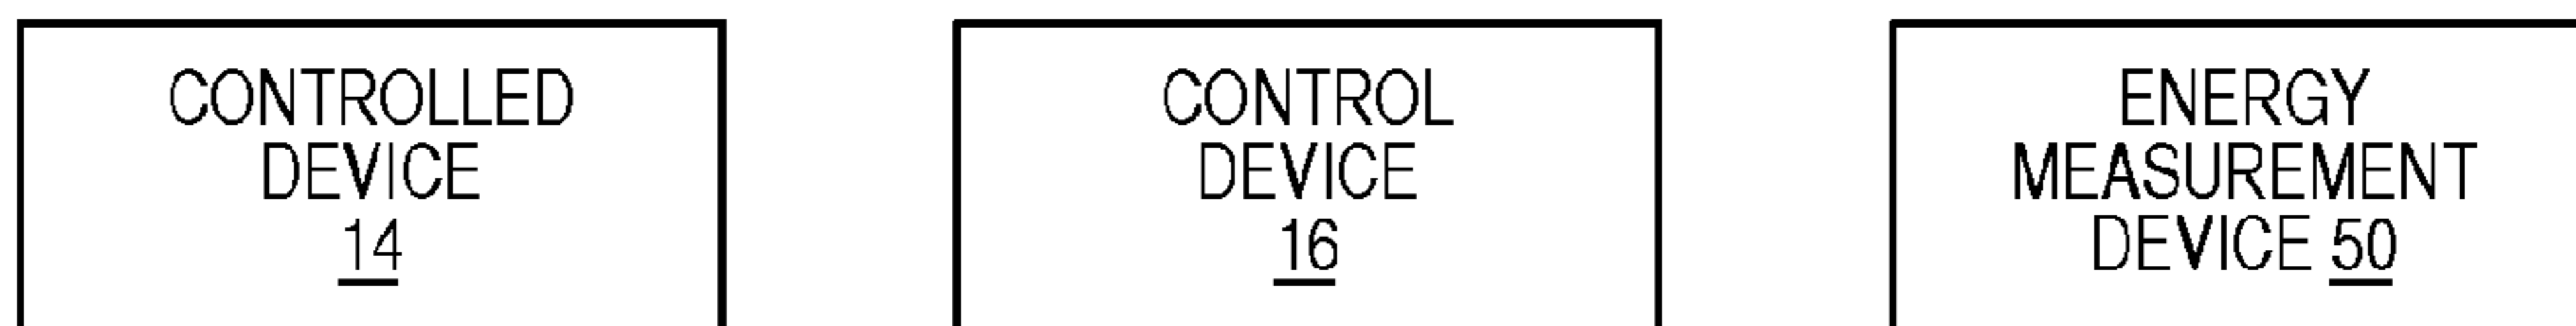 CONTROLLED
DEVICE
14
CONTROL
DEVICE
16
ENERGY
MEASUREMENT
DEVICE 50